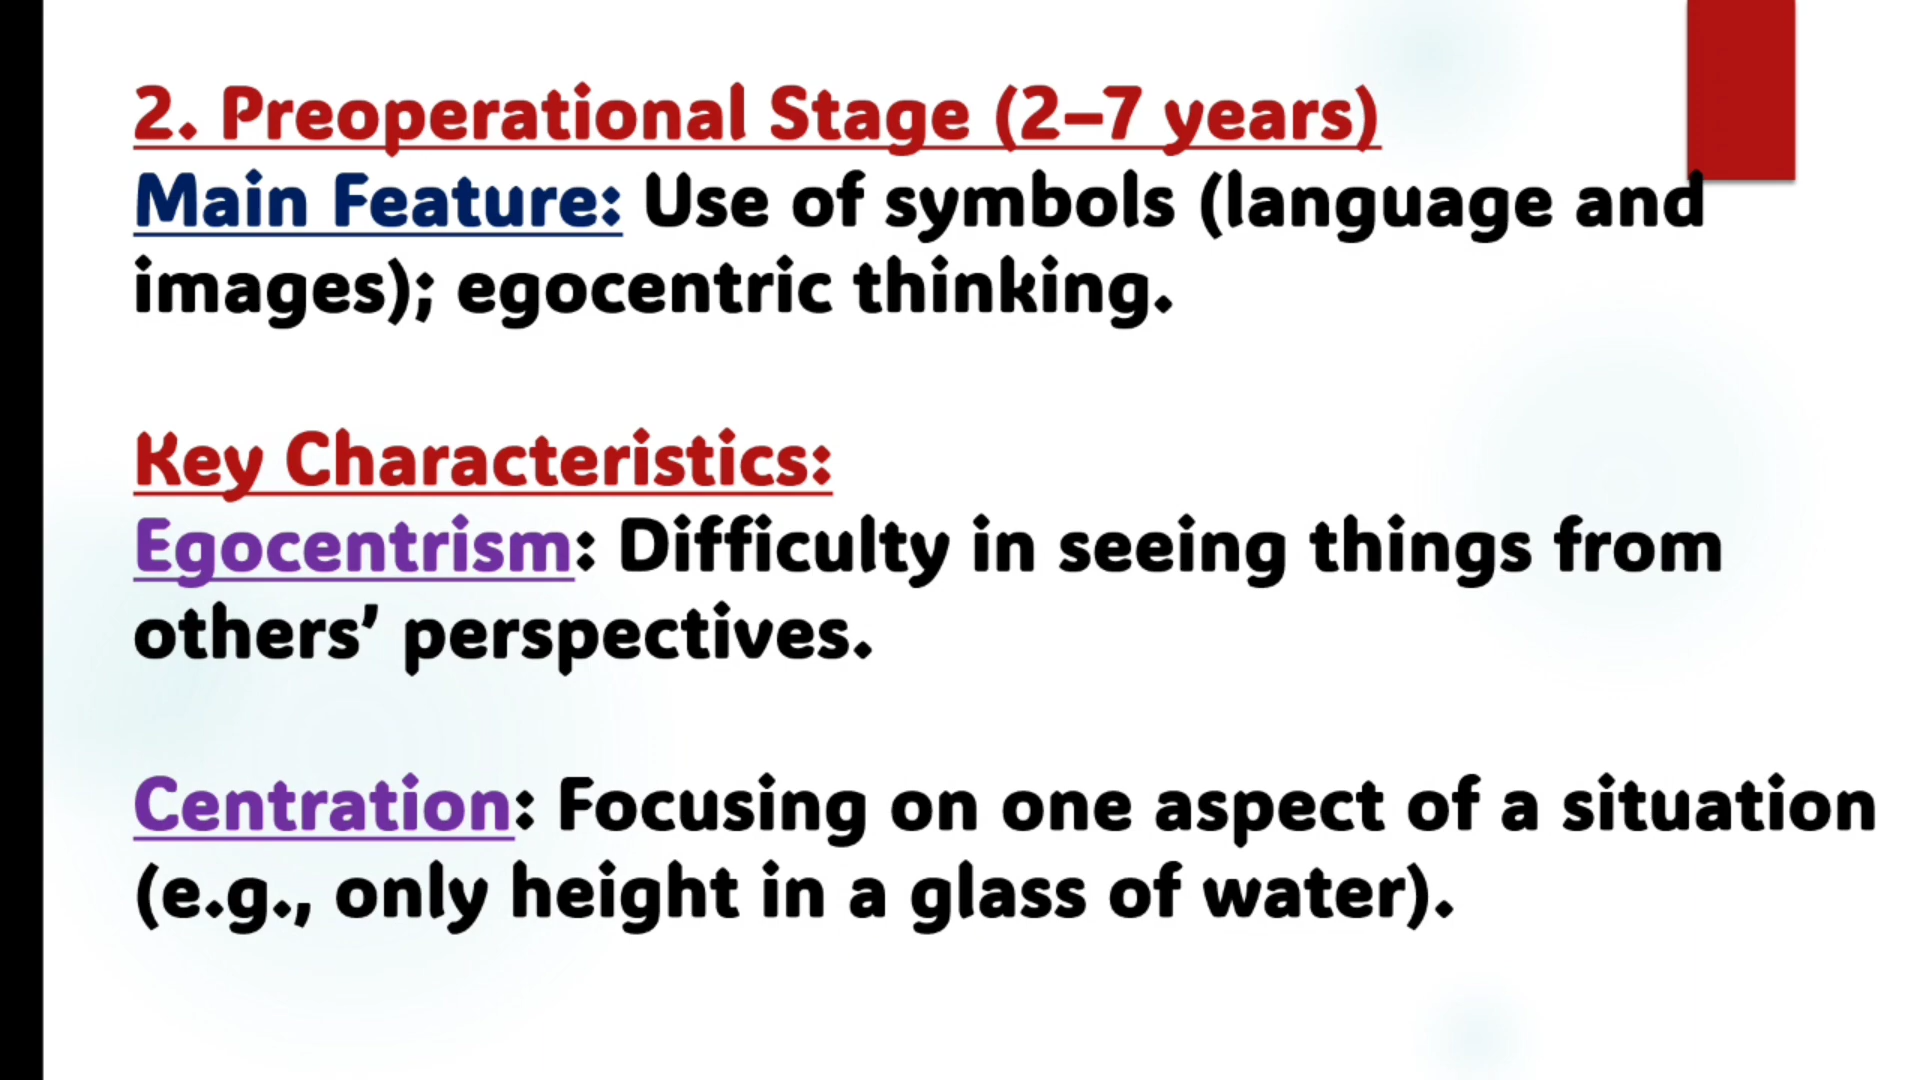 2. Preoperational Stage (2–7 years)
Main Feature: Use of symbols (language and
images); egocentric thinking.
Key Characteristics:
Egocentrism: Difficulty in seeing things from
others’ perspectives.
Centration: Focusing on one aspect of a situation
(e.g., only height in a glass of water).